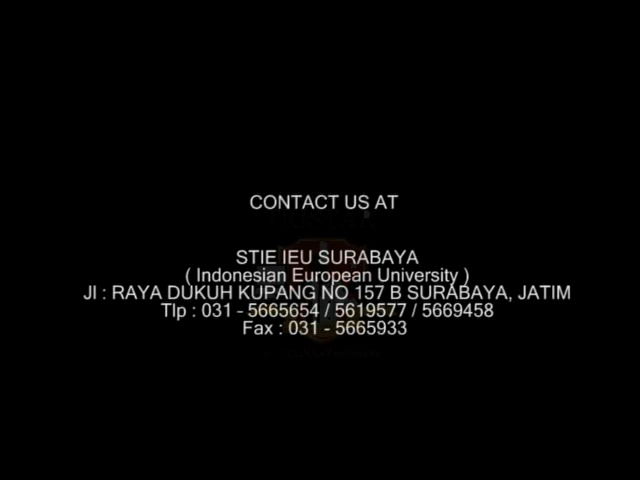 CONTACT US AT
STIE IEU SURABAYA
( Indonesian European University )
Jl : RAYA DUKUH KUPANG NO 157 B SURABAYA, JATIM
Tlp : 031 - 5665654 / 5619577 / 5669458
Fax : 031 - 5665933